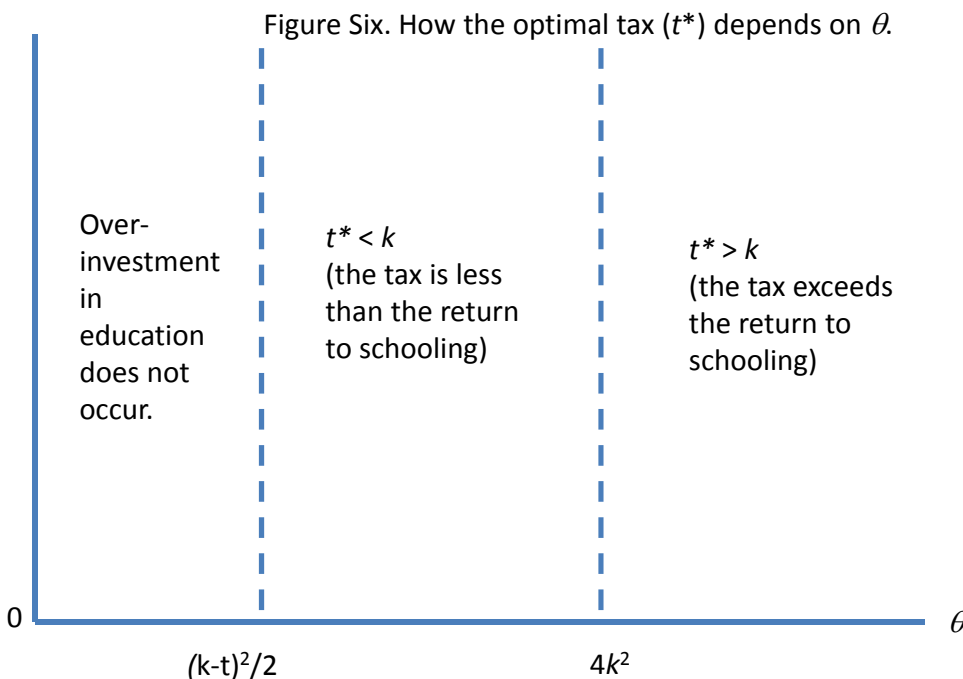 Figure Six. How the optimal tax (t*) depends on θ.
Over-
investment
in
education
does not
occur.
t* < k
(the tax is less
than the return
to schooling)
t* > k
(the tax exceeds
the return to
schooling)
0
θ
(k-t)²/2
4k²